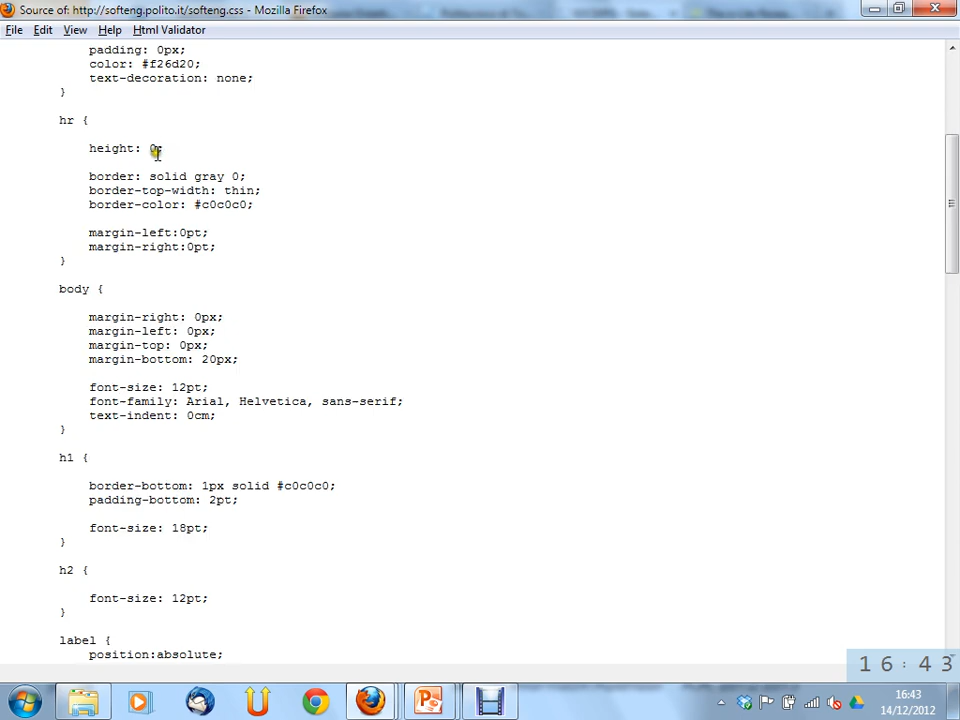 Source of: http://softeng.polito.it/softeng.css - Mozilla Firefox
File Edit View Help Html Validator
padding: 0px;
color: #f26d20;
text-decoration: none;
}
hr {
height: 0;
border: solid gray 0;
border-top-width: thin;
border-color: #c0c0c0;
margin-left:0pt;
margin-right:0pt;
}
body {
margin-right: 0px;
margin-left: 0px;
margin-top: 0px;
margin-bottom: 20px;
font-size: 12pt;
font-family: Arial, Helvetica, sans-serif;
text-indent: 0cm;
}
h1 {
border-bottom: 1px solid #c0c0c0;
padding-bottom: 2pt;
font-size: 18pt;
}
h2 {
font-size: 12pt;
}
label {
position:absolute;
16:43
16:43
14/12/2012